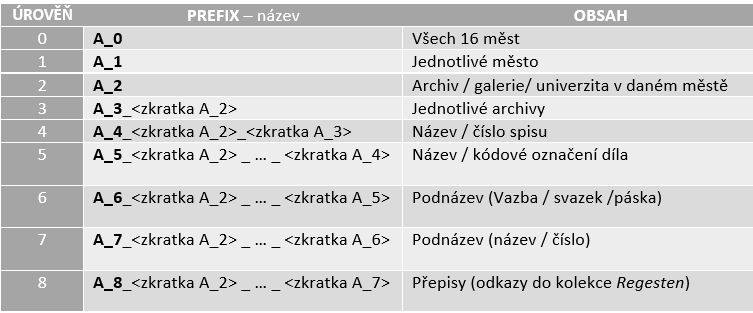 ÚROVĚŇ PREFIX – název OBSAH
0 A_0 Všech 16 měst
1 A_1 Jednotlivé město
2 A_2 Archiv / galerie/ univerzita v daném městě
3 A_3_<zkratka A_2> Jednotlivé archivy
4 A_4_<zkratka A_2>_<zkratka A_3> Název / číslo spisu
5 A_5_<zkratka A_2> _ ... _ <zkratka A_4> Název / kódové označení díla
6 A_6_<zkratka A_2> _ ... _ <zkratka A_5> Podnázev (Vazba / svazek /páska)
7 A_7_<zkratka A_2> _ ... _ <zkratka A_6> Podnázev (název / číslo)
8 A_8_<zkratka A_2> _ ... _ <zkratka A_7> Přepisy (odkazy do kolekce Regesten)